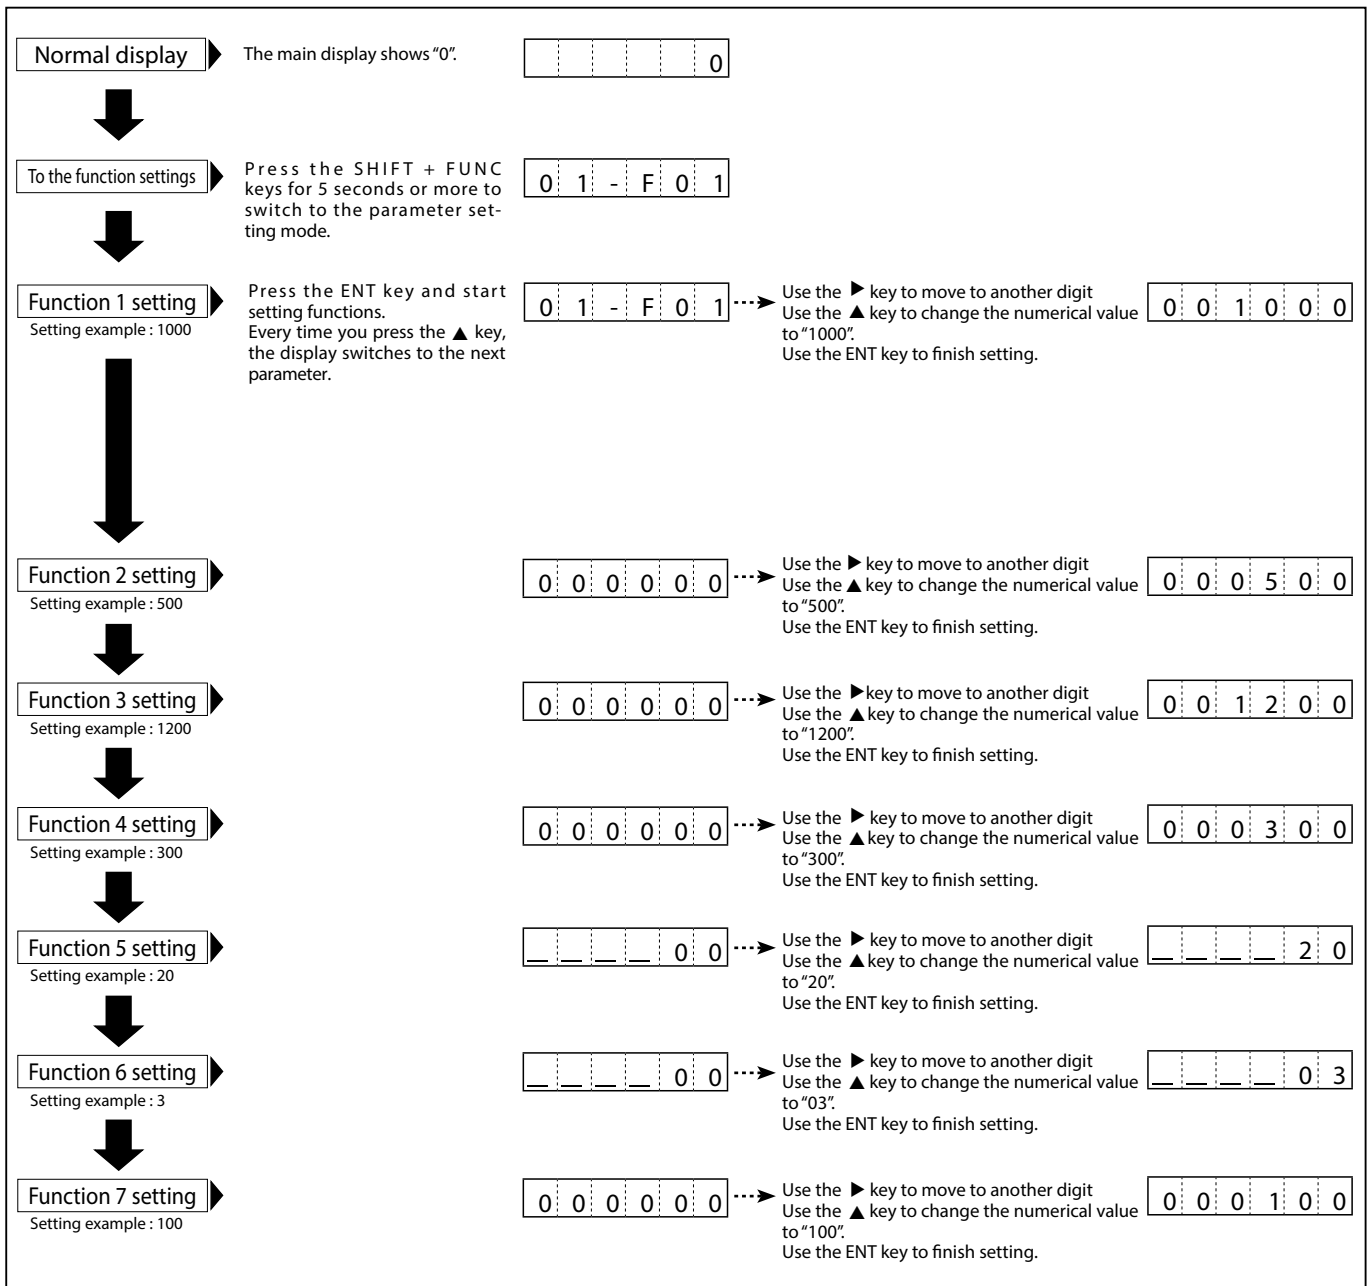 Normal display
The main display shows “0”.
0
To the function settings
Press the SHIFT + FUNC
keys for 5 seconds or more to
switch to the parameter set-
ting mode.
0 1 - F 0 1
Function 1 setting
Setting example : 1000
Press the ENT key and start
setting functions.
Every time you press the ▲ key,
the display switches to the next
parameter.
0 1 - F 0 1
Use the ▶ key to move to another digit
Use the ▲ key to change the numerical value
to “1000”.
Use the ENT key to finish setting.
0 0 1 0 0 0
Function 2 setting
Setting example : 500
0 0 0 0 0 0
Use the ▶ key to move to another digit
Use the ▲ key to change the numerical value
to “500”.
Use the ENT key to finish setting.
0 0 0 5 0 0
Function 3 setting
Setting example : 1200
0 0 0 0 0 0
Use the ▶ key to move to another digit
Use the ▲ key to change the numerical value
to “1200”.
Use the ENT key to finish setting.
0 0 1 2 0 0
Function 4 setting
Setting example : 300
0 0 0 0 0 0
Use the ▶ key to move to another digit
Use the ▲ key to change the numerical value
to “300”.
Use the ENT key to finish setting.
0 0 0 3 0 0
Function 5 setting
Setting example : 20
_ _ _ _ 0 0
Use the ▶ key to move to another digit
Use the ▲ key to change the numerical value
to “20”.
Use the ENT key to finish setting.
_ _ _ _ 2 0
Function 6 setting
Setting example : 3
_ _ _ _ 0 0
Use the ▶ key to move to another digit
Use the ▲ key to change the numerical value
to “03”.
Use the ENT key to finish setting.
_ _ _ _ 0 3
Function 7 setting
Setting example : 100
0 0 0 0 0 0
Use the ▶ key to move to another digit
Use the ▲ key to change the numerical value
to “100”.
Use the ENT key to finish setting.
0 0 0 1 0 0